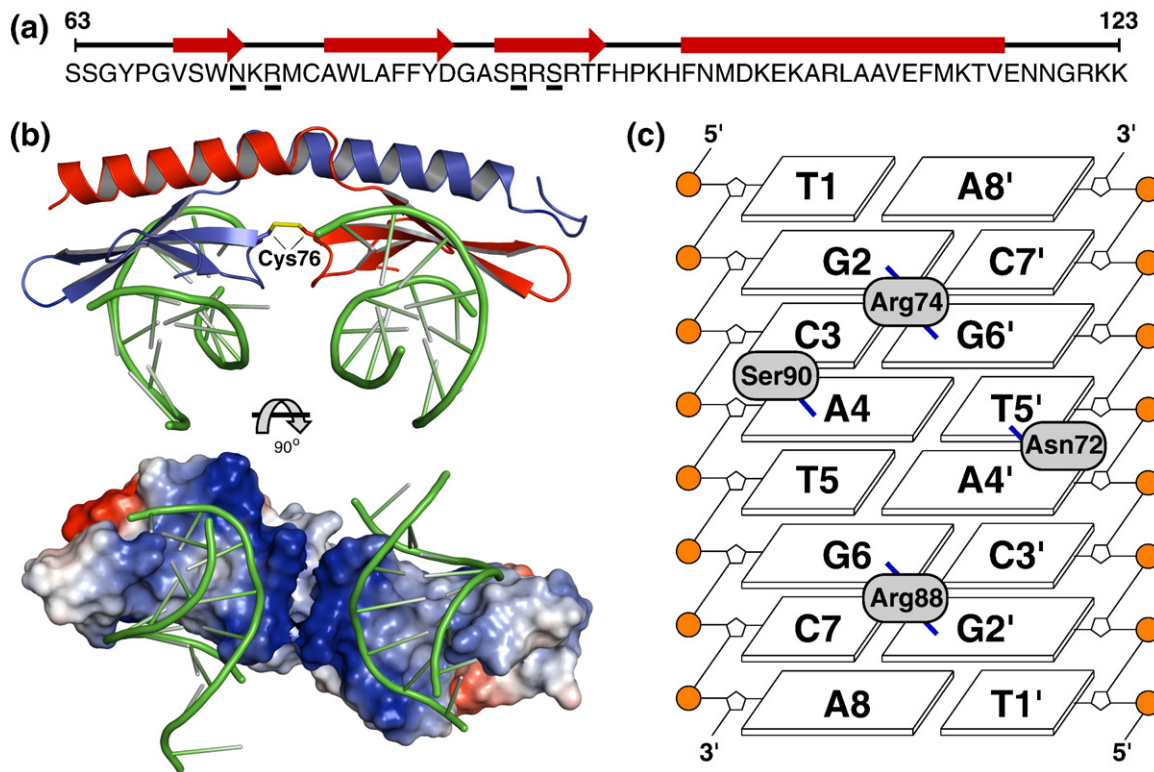 (a)
63 123
SSGYPGVSWNKRMCAWLAFFYDGASRRSRTFHPKHFNMDKEKARLAAVEFMKTVENNGRKK
(b)
Cys76
90°
(c)
5' 3'
T1 A8'
G2 C7'
Arg74
C3 G6'
Ser90
A4 T5'
Asn72
T5 A4'
G6 C3'
Arg88
C7 G2'
A8 T1'
3' 5'